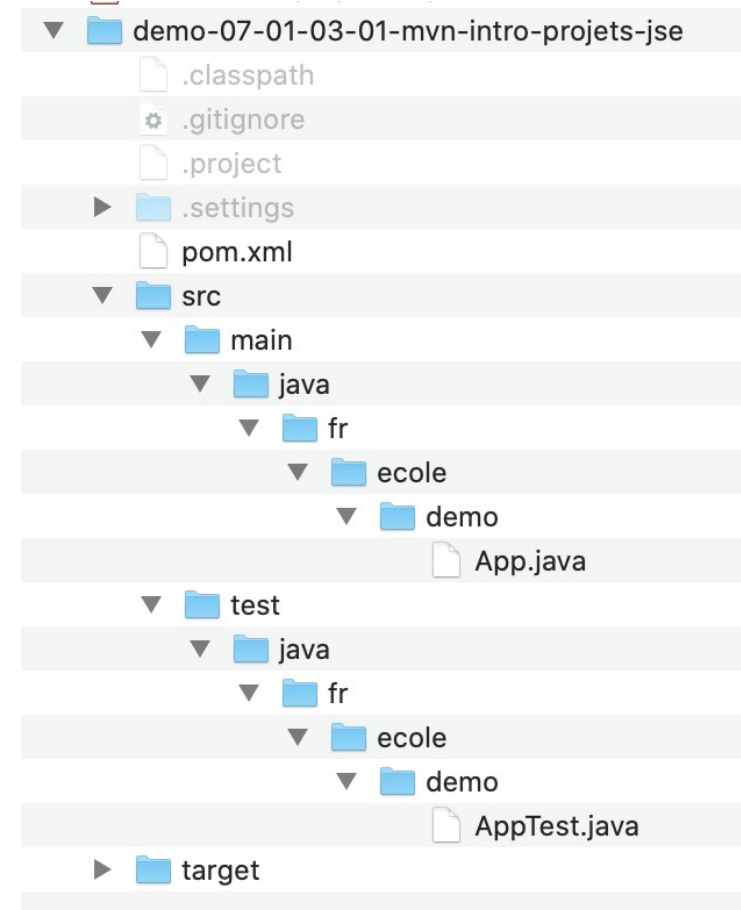 demo-07-01-03-01-mvn-intro-projets-jse
.classpath
.gitignore
.project
.settings
pom.xml
src
main
java
fr
ecole
demo
App.java
test
java
fr
ecole
demo
AppTest.java
target